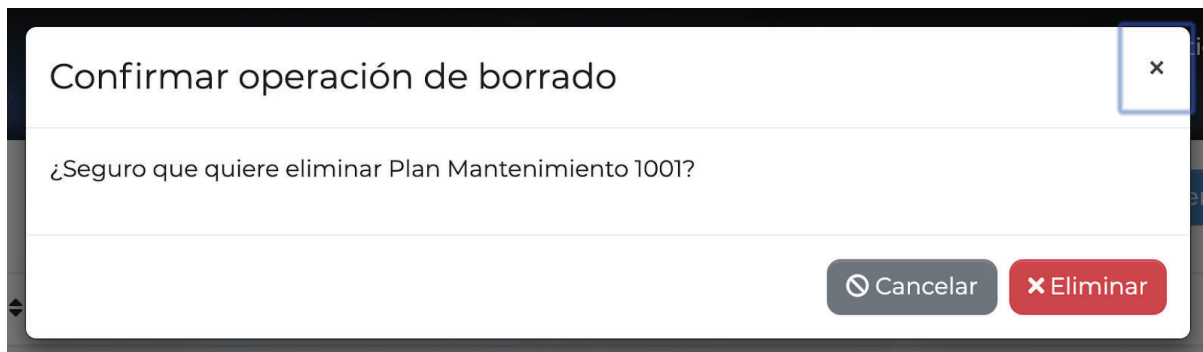 Confirmar operación de borrado
×
¿Seguro que quiere eliminar Plan Mantenimiento 1001?
Cancelar
Eliminar